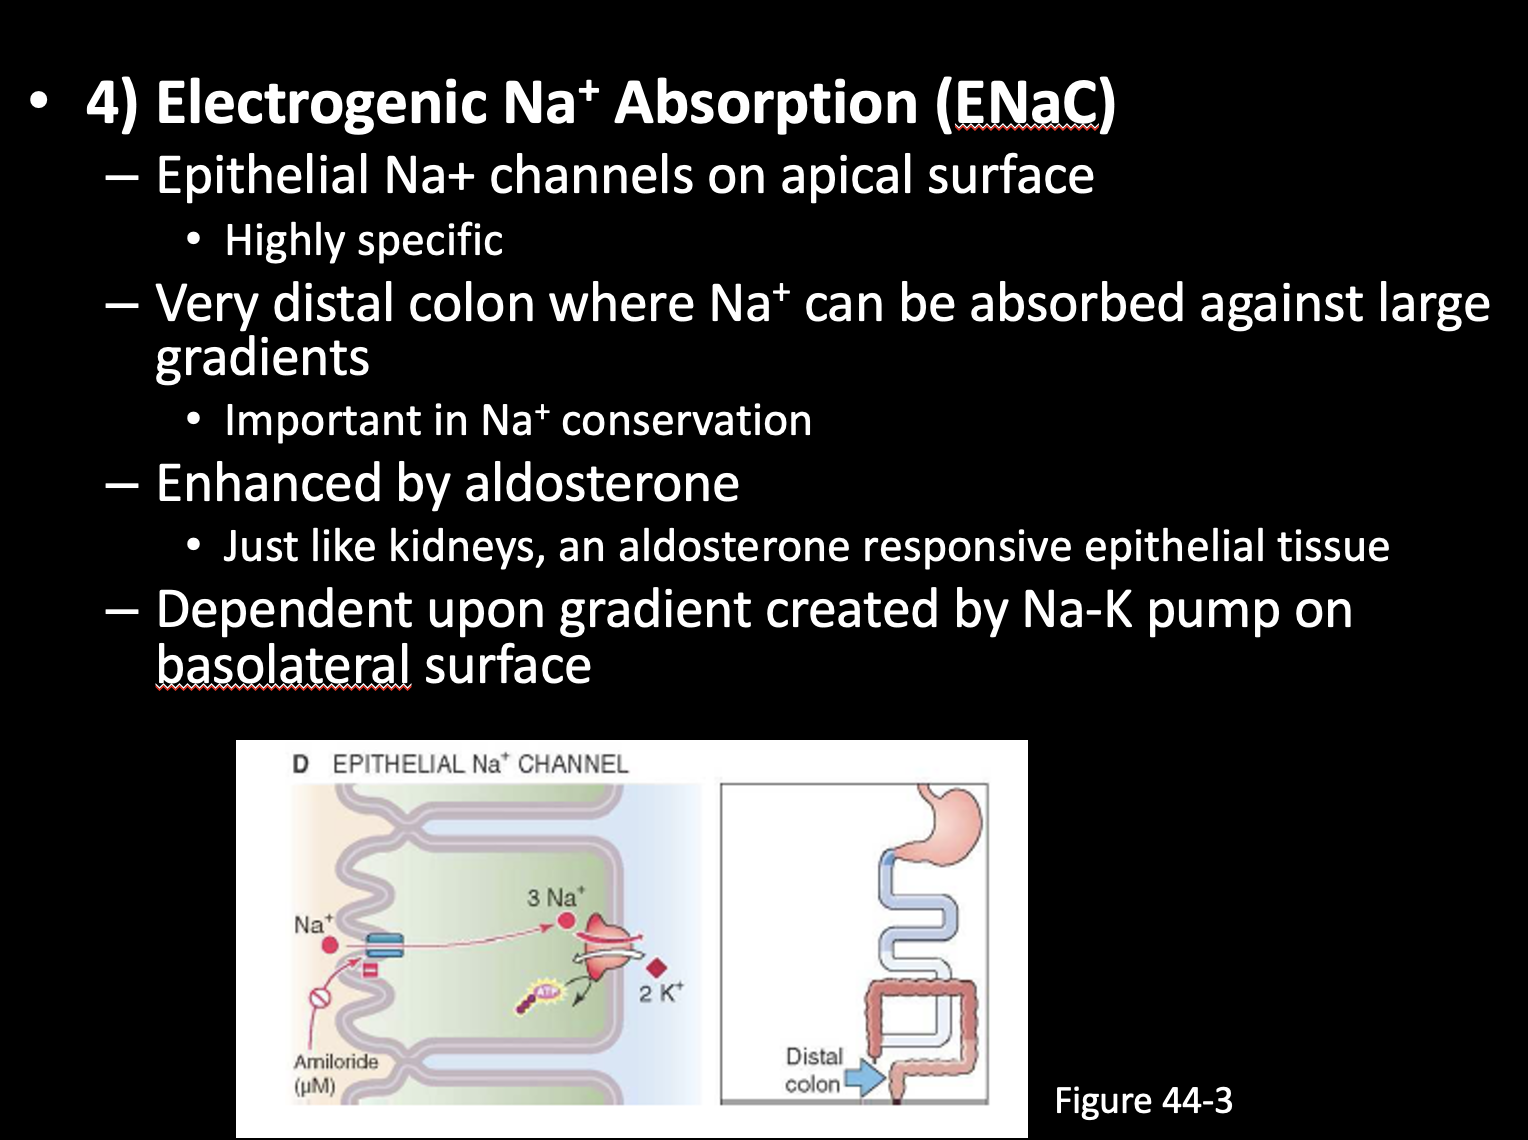 • 4) Electrogenic Na⁺ Absorption (ENaC)
– Epithelial Na+ channels on apical surface
• Highly specific
– Very distal colon where Na⁺ can be absorbed against large
gradients
• Important in Na⁺ conservation
– Enhanced by aldosterone
• Just like kidneys, an aldosterone responsive epithelial tissue
– Dependent upon gradient created by Na-K pump on
basolateral surface
D EPITHELIAL Na⁺ CHANNEL
3 Na⁺
Na⁺
ATP
2 K⁺
Amiloride
(µM)
Distal
colon
Figure 44-3